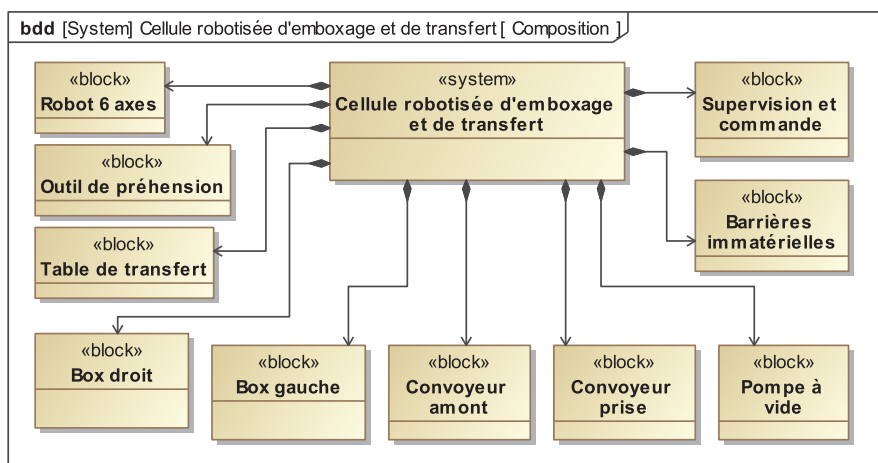 bdd [System] Cellule robotisée d'emboxage et de transfert [ Composition ]
«block»
Robot 6 axes
«system»
Cellule robotisée d'emboxage
et de transfert
«block»
Supervision et
commande
«block»
Outil de préhension
«block»
Barrières
immatérielles
«block»
Table de transfert
«block»
Box droit
«block»
Box gauche
«block»
Convoyeur
amont
«block»
Convoyeur
prise
«block»
Pompe à
vide